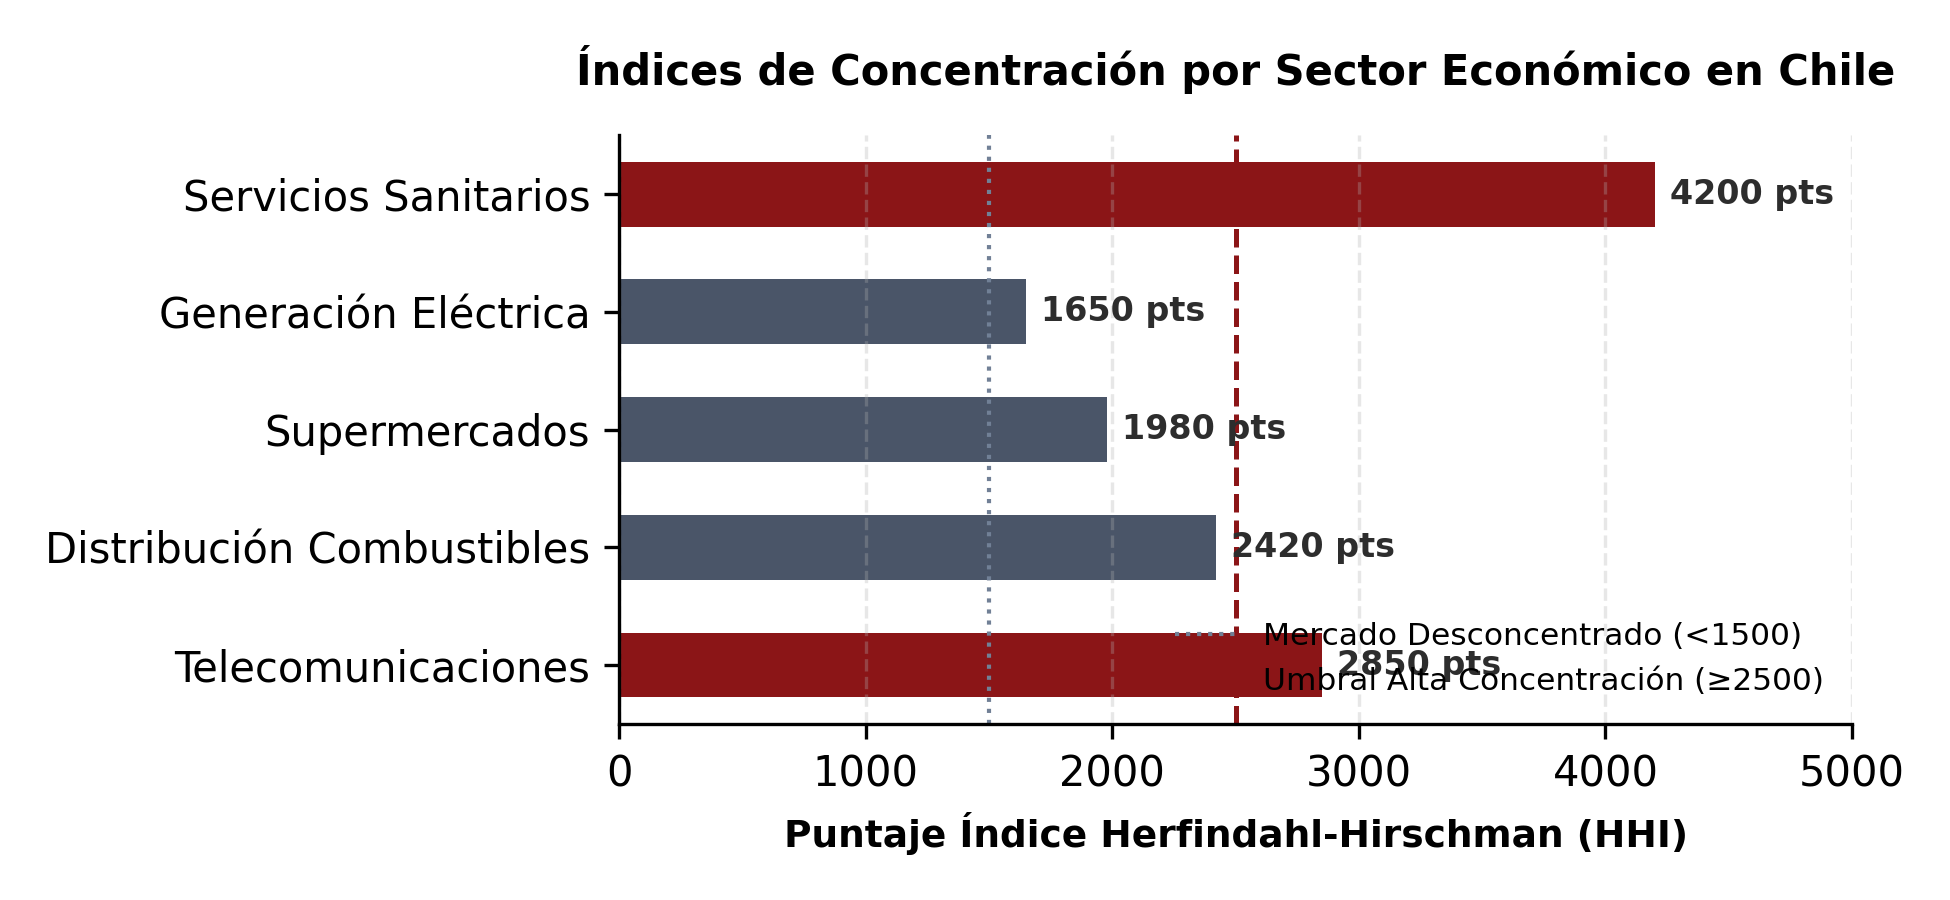 Índices de Concentración por Sector Económico en Chile
Servicios Sanitarios
4200 pts
Generación Eléctrica
1650 pts
Supermercados
1980 pts
Distribución Combustibles
2420 pts
Mercado Desconcentrado (<1500)
Telecomunicaciones
2850 pts
Umbral Alta Concentración (≥2500)
0 1000 2000 3000 4000 5000
Puntaje Índice Herfindahl-Hirschman (HHI)